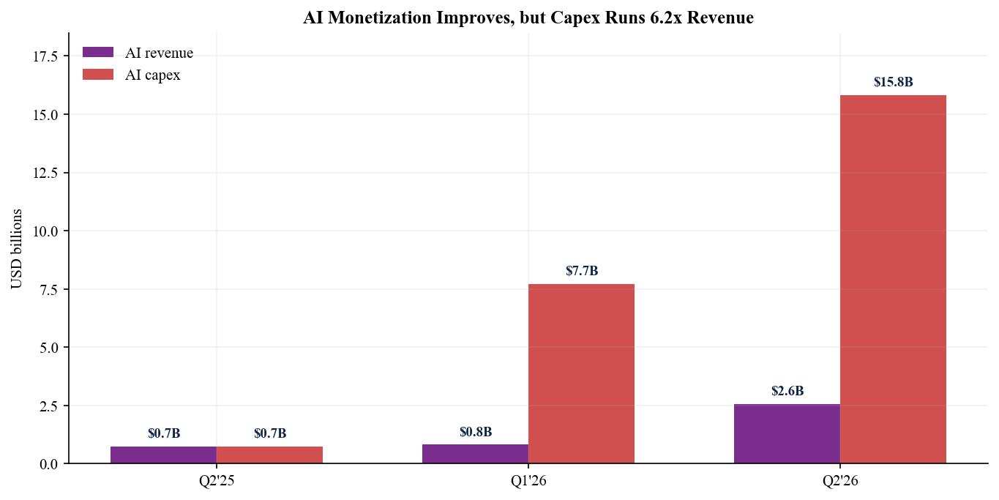 AI Monetization Improves, but Capex Runs 6.2x Revenue
AI revenue
AI capex
USD billions
17.5
15.0
12.5
10.0
7.5
5.0
2.5
0.0
$0.7B
$0.7B
$0.8B
$7.7B
$2.6B
$15.8B
Q2'25
Q1'26
Q2'26